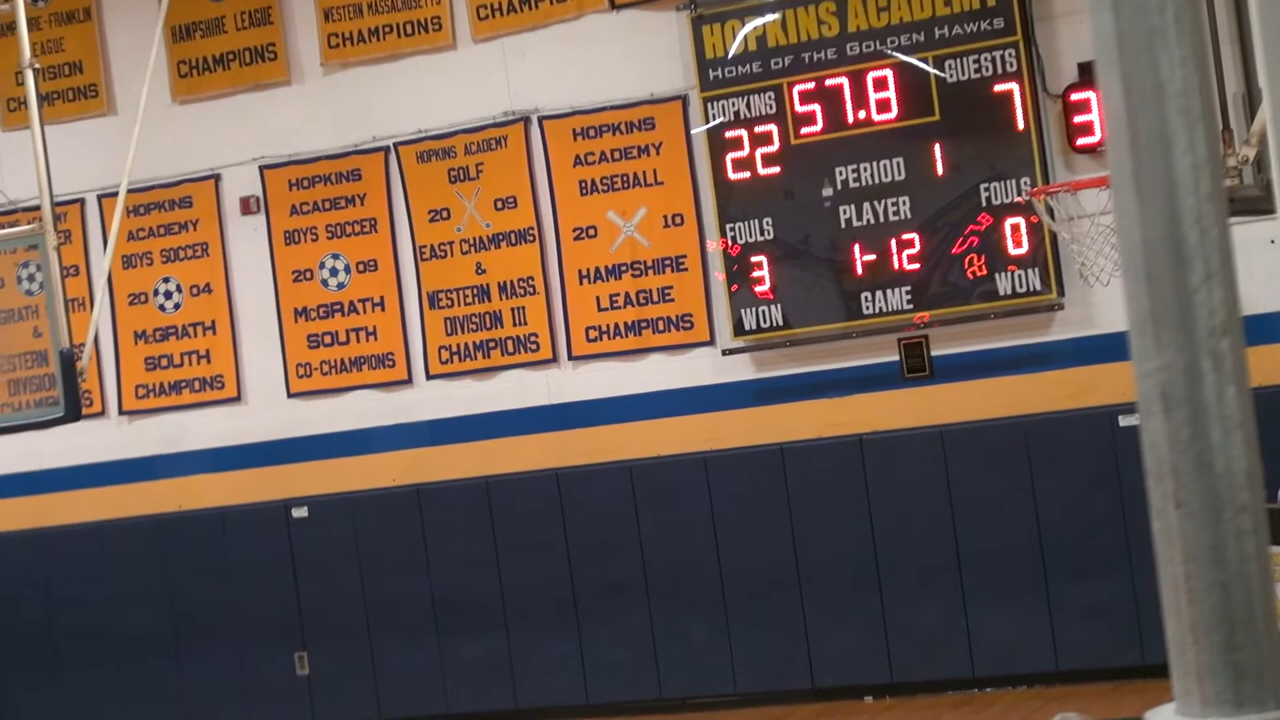 LEAGUE
DIVISION
CHAMPIONS
HAMPSHIRE LEAGUE
CHAMPIONS
WESTERN MASSACHUSETTS
CHAMPIONS
HOPKINS
ACADEMY
BOYS SOCCER
20 04
McGRATH
SOUTH
CHAMPIONS
HOPKINS
ACADEMY
BOYS SOCCER
20 09
McGRATH
SOUTH
CO-CHAMPIONS
HOPKINS ACADEMY
GOLF
20 09
EAST CHAMPIONS
&
WESTERN MASS.
DIVISION III
CHAMPIONS
HOPKINS
ACADEMY
BASEBALL
20 10
HAMPSHIRE
LEAGUE
CHAMPIONS
HOPKINS ACADEMY
HOME OF THE GOLDEN HAWKS
HOPKINS 57.8 GUESTS
22 7
3
PERIOD 1
PLAYER
FOULS FOULS
3 1-12 0
WON GAME WON